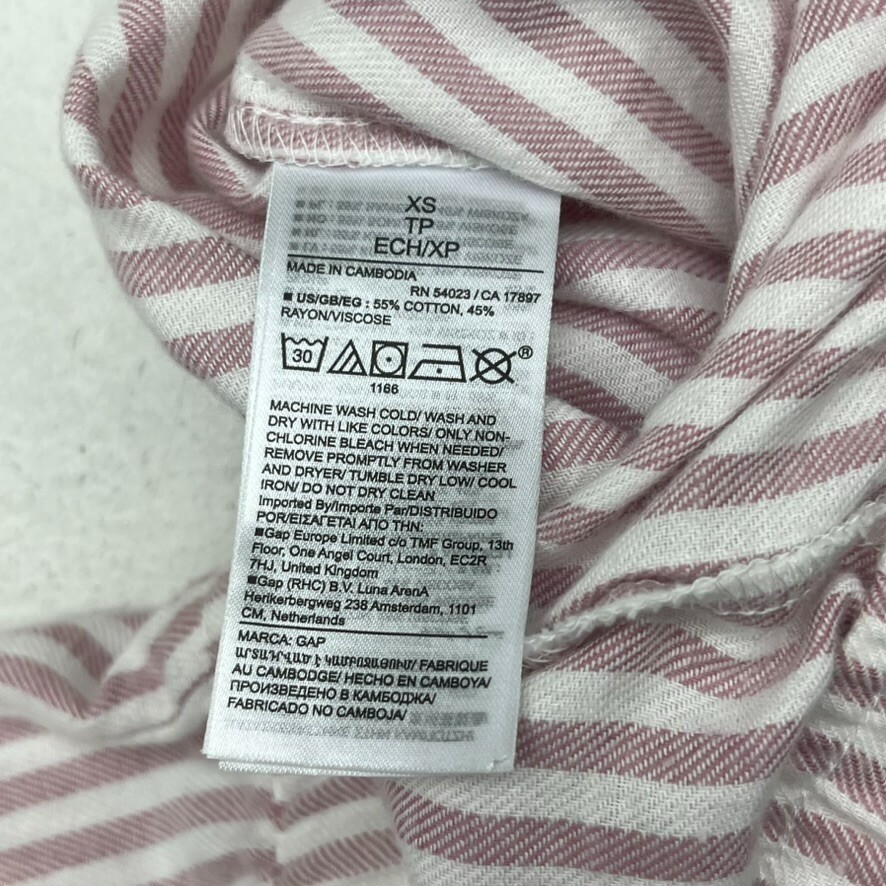 XS
TP
ECH/XP
MADE IN CAMBODIA
RN 54023 / CA 17897
■ US/GB/EG : 55% COTTON, 45%
RAYON/VISCOSE
30
®
1166
MACHINE WASH COLD/ WASH AND
DRY WITH LIKE COLORS/ ONLY NON-
CHLORINE BLEACH WHEN NEEDED/
REMOVE PROMPTLY FROM WASHER
AND DRYER/ TUMBLE DRY LOW/ COOL
IRON/ DO NOT DRY CLEAN
Imported By/Importe Par/DISTRIBUIDO
POR/ΕΙΣΑΓΕΤΑΙ ΑΠΟ ΤΗΝ:
■Gap Europe Limited c/o TMF Group, 13th
Floor, One Angel Court, London, EC2R
7HJ, United Kingdom
■Gap (RHC) B.V. Luna ArenA
Herikerbergweg 238 Amsterdam, 1101
CM, Netherlands
MARCA: GAP
ԱՐՏԱԴՎԱԾ Է ԿԱՄԲՈՋԱՅՈՒՄ/ FABRIQUE
AU CAMBODGE/ HECHO EN CAMBOYA/
ПРОИЗВЕДЕНО В КАМБОДЖА/
FABRICADO NO CAMBOJA/